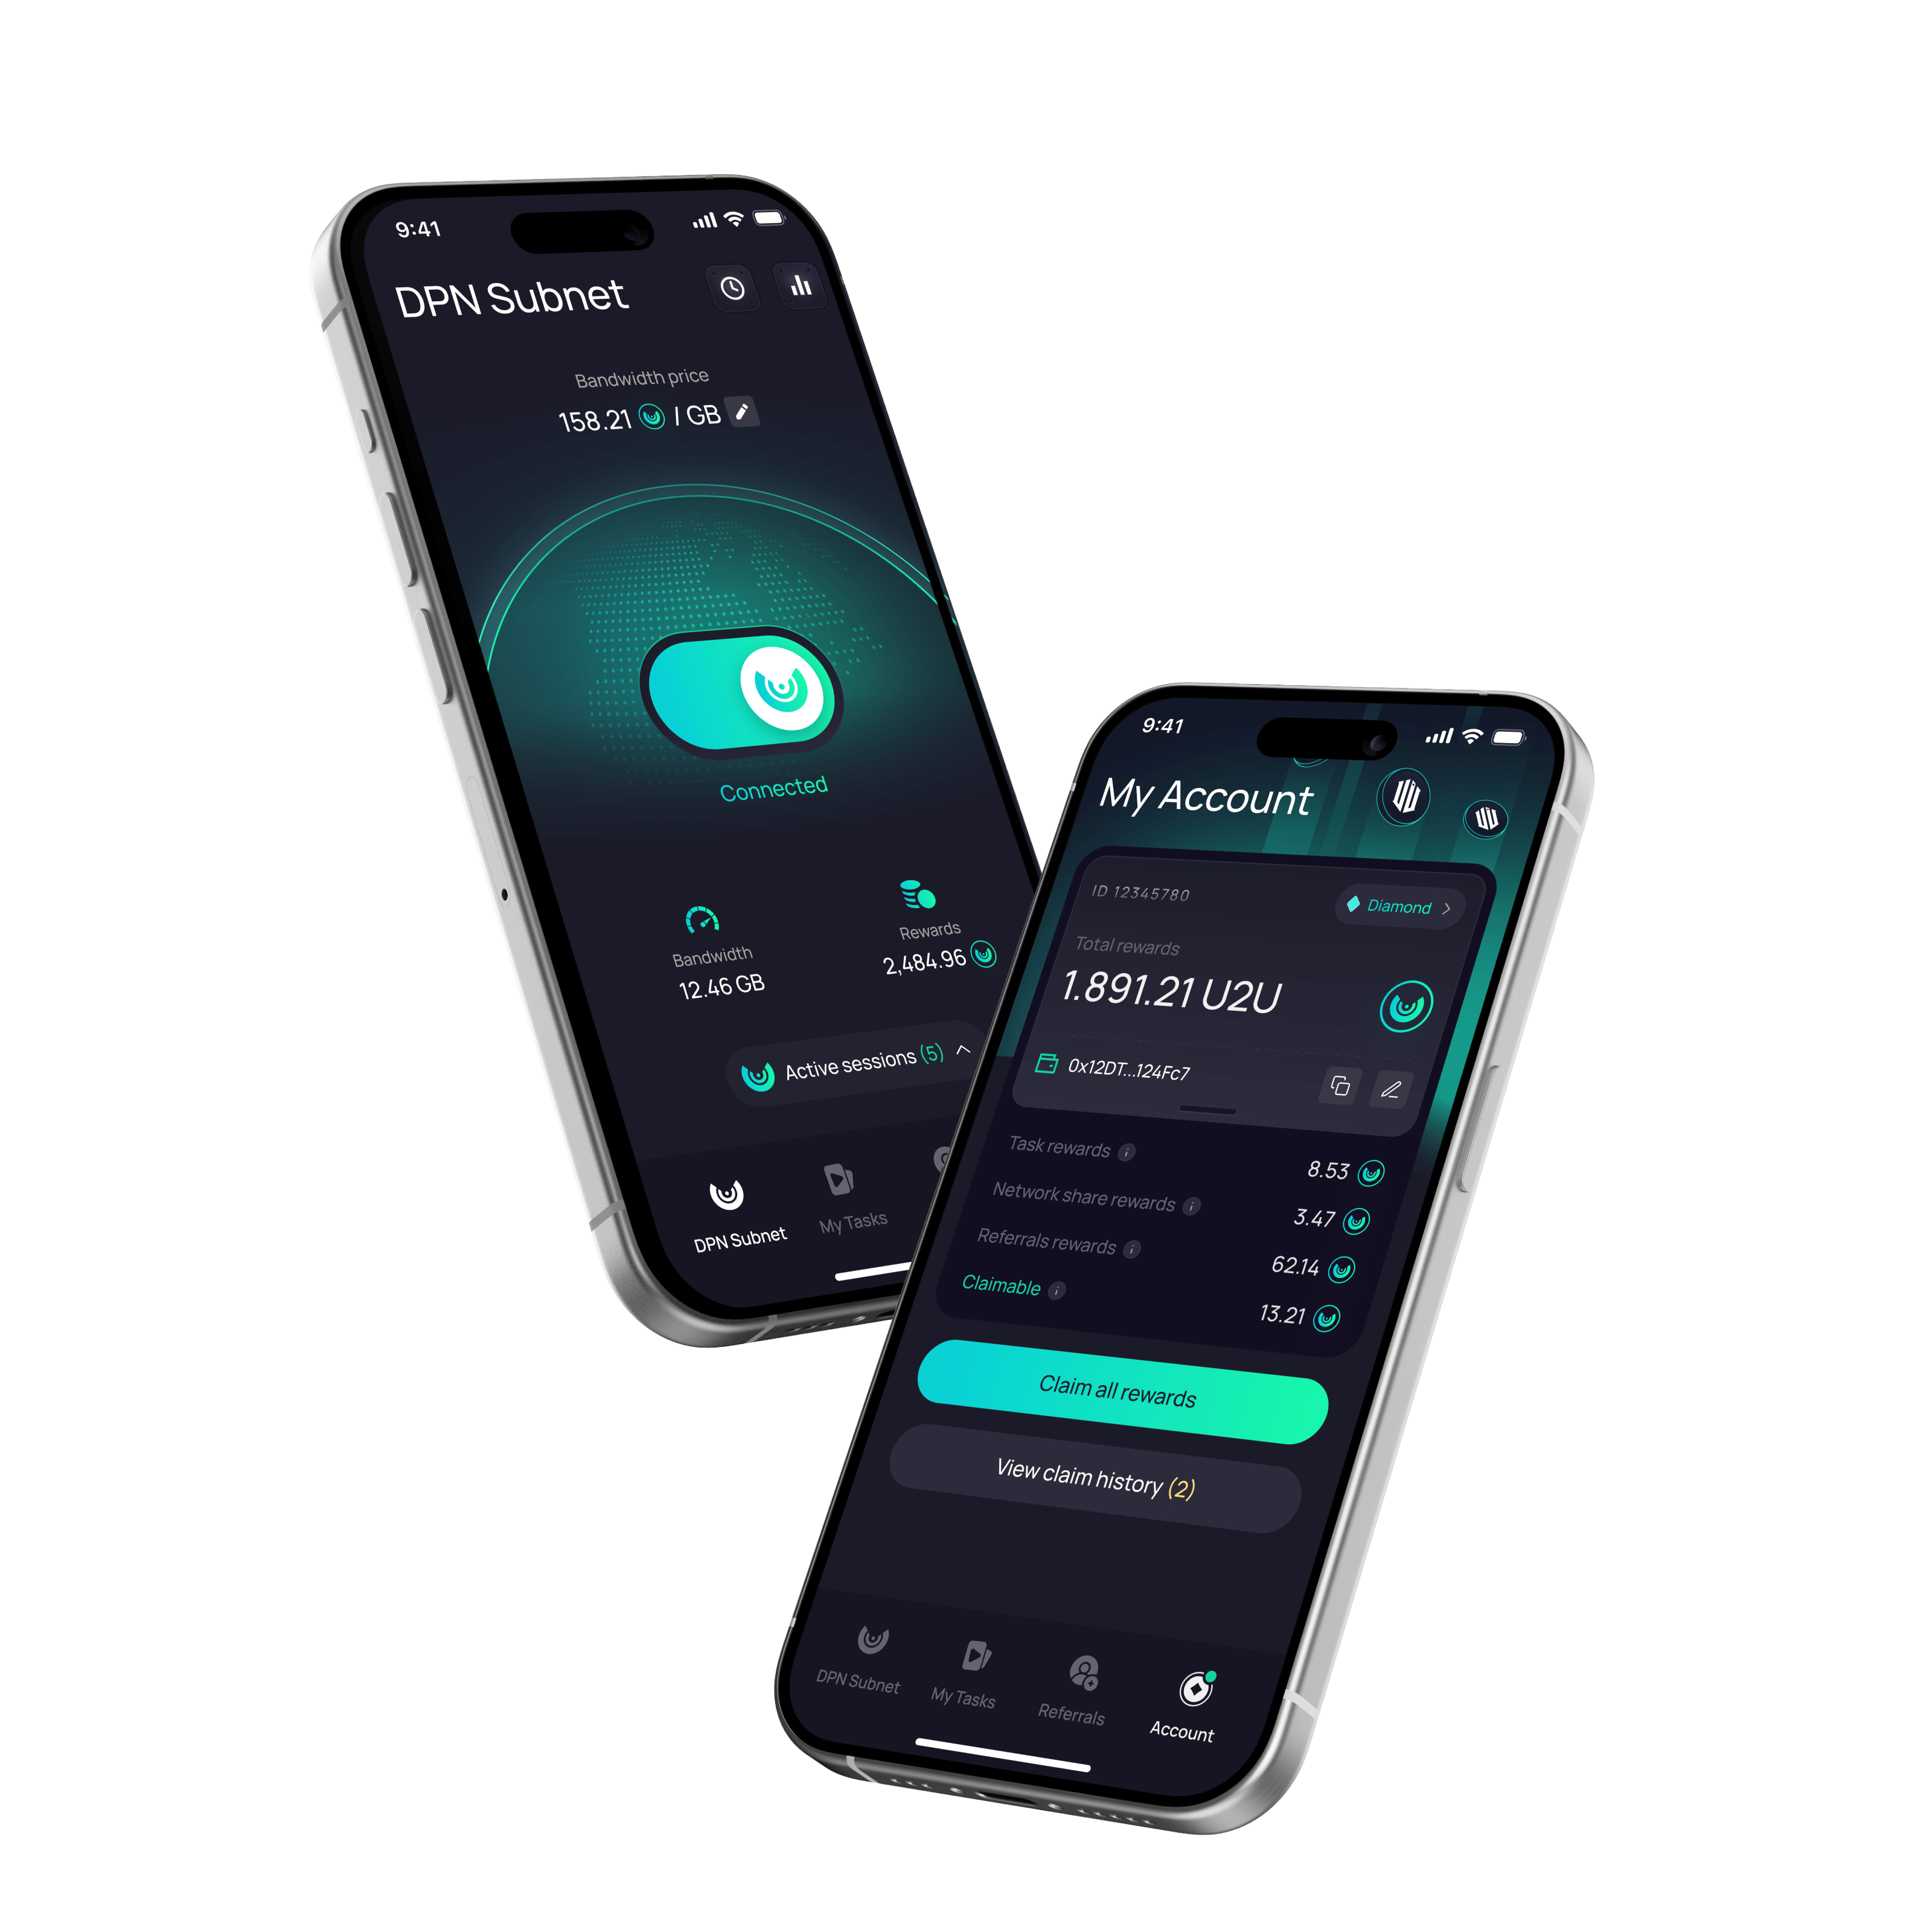 9:41
DPN Subnet
Bandwidth price
158.21 / GB
Connected
Bandwidth
12.46 GB
Rewards
2,484.96
Active sessions (5)
DPN Subnet
My Tasks
9:41
My Account
ID 12345780
Diamond
Total rewards
1.891.21 U2U
0x12DT...124Fc7
Task rewards
8.53
Network share rewards
3.47
Referrals rewards
62.14
Claimable
13.21
Claim all rewards
View claim history (2)
DPN Subnet
My Tasks
Referrals
Account